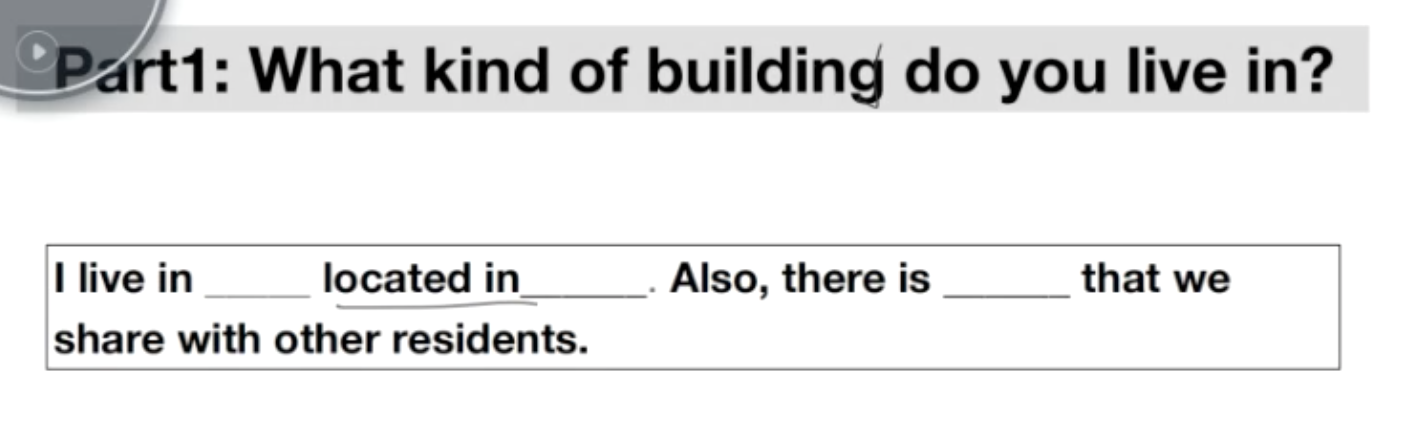 Part1: What kind of building do you live in?
I live in _____ located in______. Also, there is ______ that we
share with other residents.